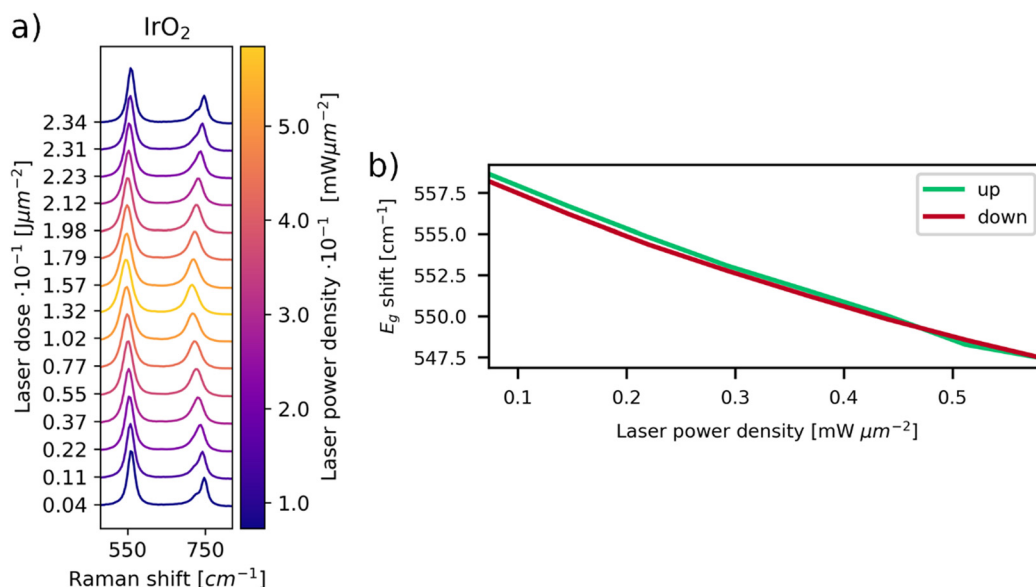 a)
IrO₂
Laser dose ·10⁻¹ [Jμm⁻²]
2.34
2.31
2.23
2.12
1.98
1.79
1.57
1.32
1.02
0.77
0.55
0.37
0.22
0.11
0.04
550 750
Raman shift [cm⁻¹]
5.0
4.0
3.0
2.0
1.0
Laser power density ·10⁻¹ [mWμm⁻²]
b)
up
down
E_g shift [cm⁻¹]
557.5
555.0
552.5
550.0
547.5
0.1 0.2 0.3 0.4 0.5
Laser power density [mW μm⁻²]